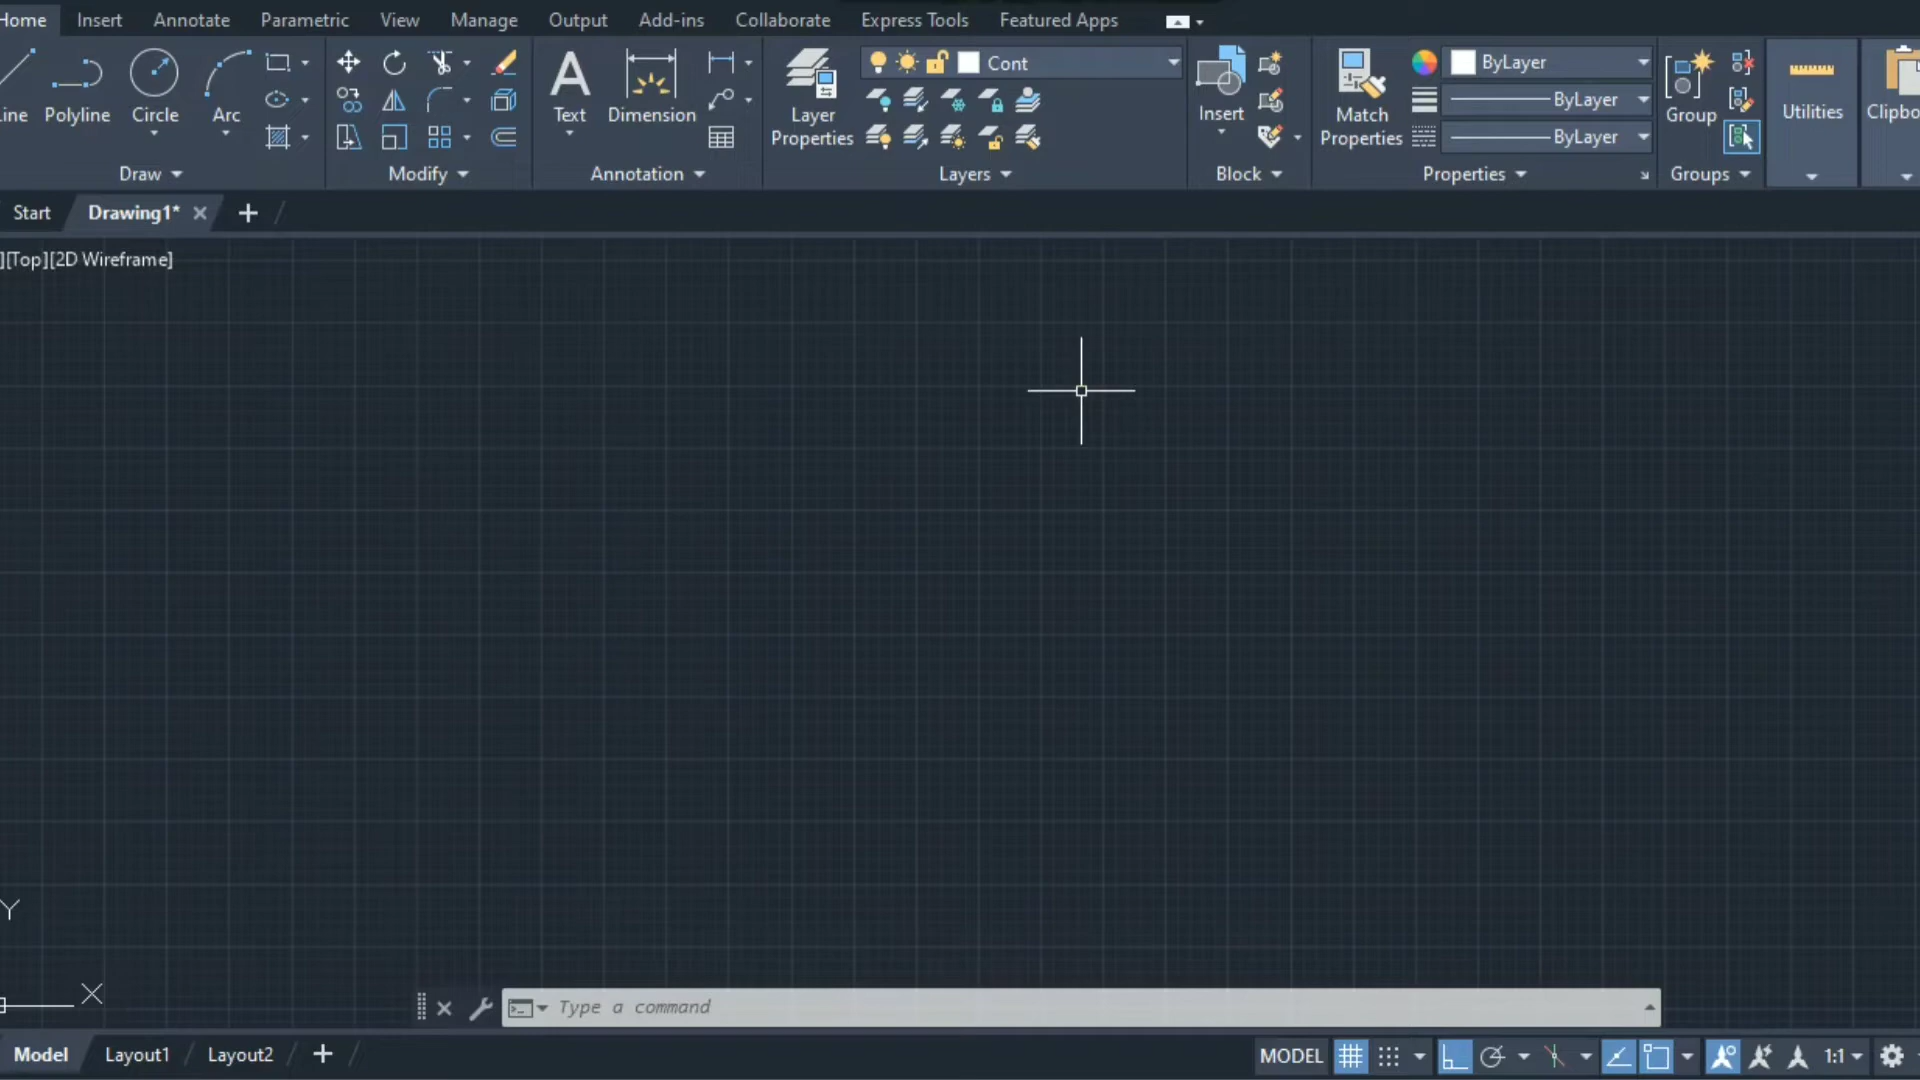 Home Insert Annotate Parametric View Manage Output Add-ins Collaborate Express Tools Featured Apps
Line Polyline Circle Arc
Text Dimension
Layer Properties
Cont
Insert
Match Properties
ByLayer
ByLayer
ByLayer
Group
Utilities
Clipbo
Draw Modify Annotation Layers Block Properties Groups
Start Drawing1*
][Top][2D Wireframe]
Y
X
Type a command
Model Layout1 Layout2 MODEL 1:1